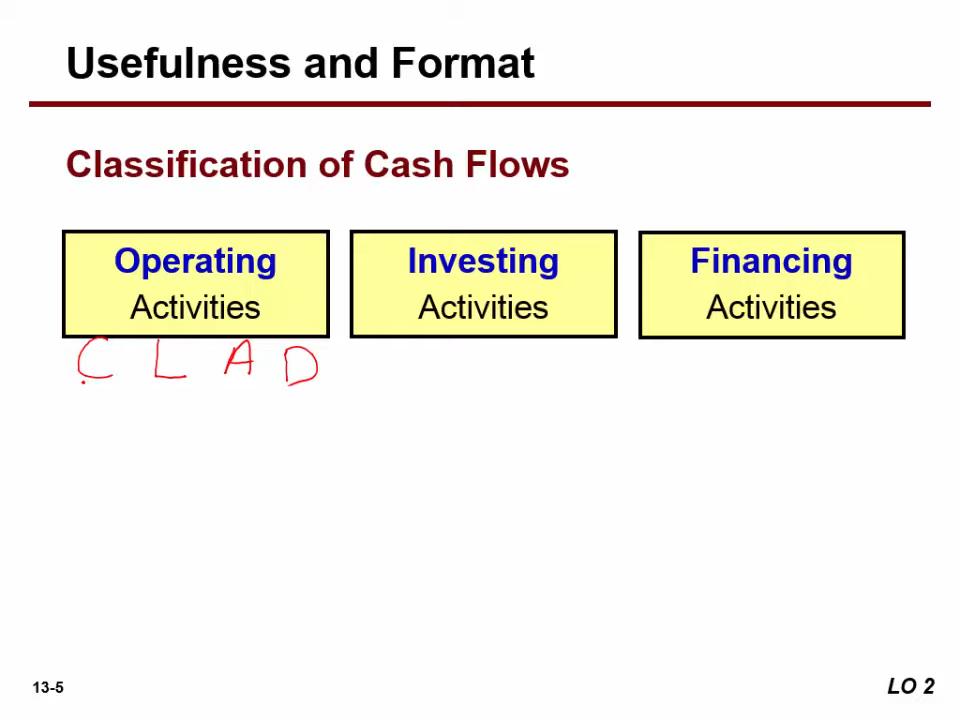 Usefulness and Format
Classification of Cash Flows
Operating Activities
Investing Activities
Financing Activities
C L A D
13-5
LO 2